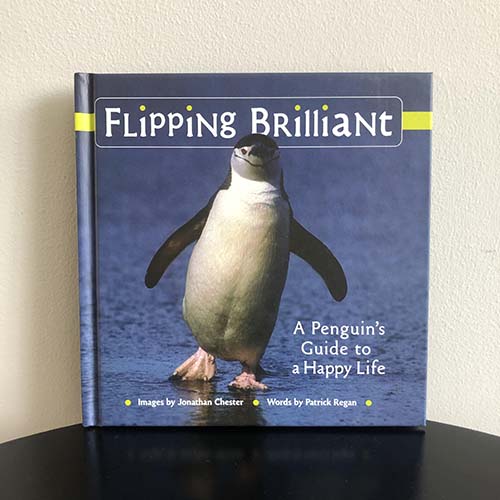 Flipping Brilliant
A Penguin's
Guide to
a Happy Life
• Images by Jonathan Chester • Words by Patrick Regan •